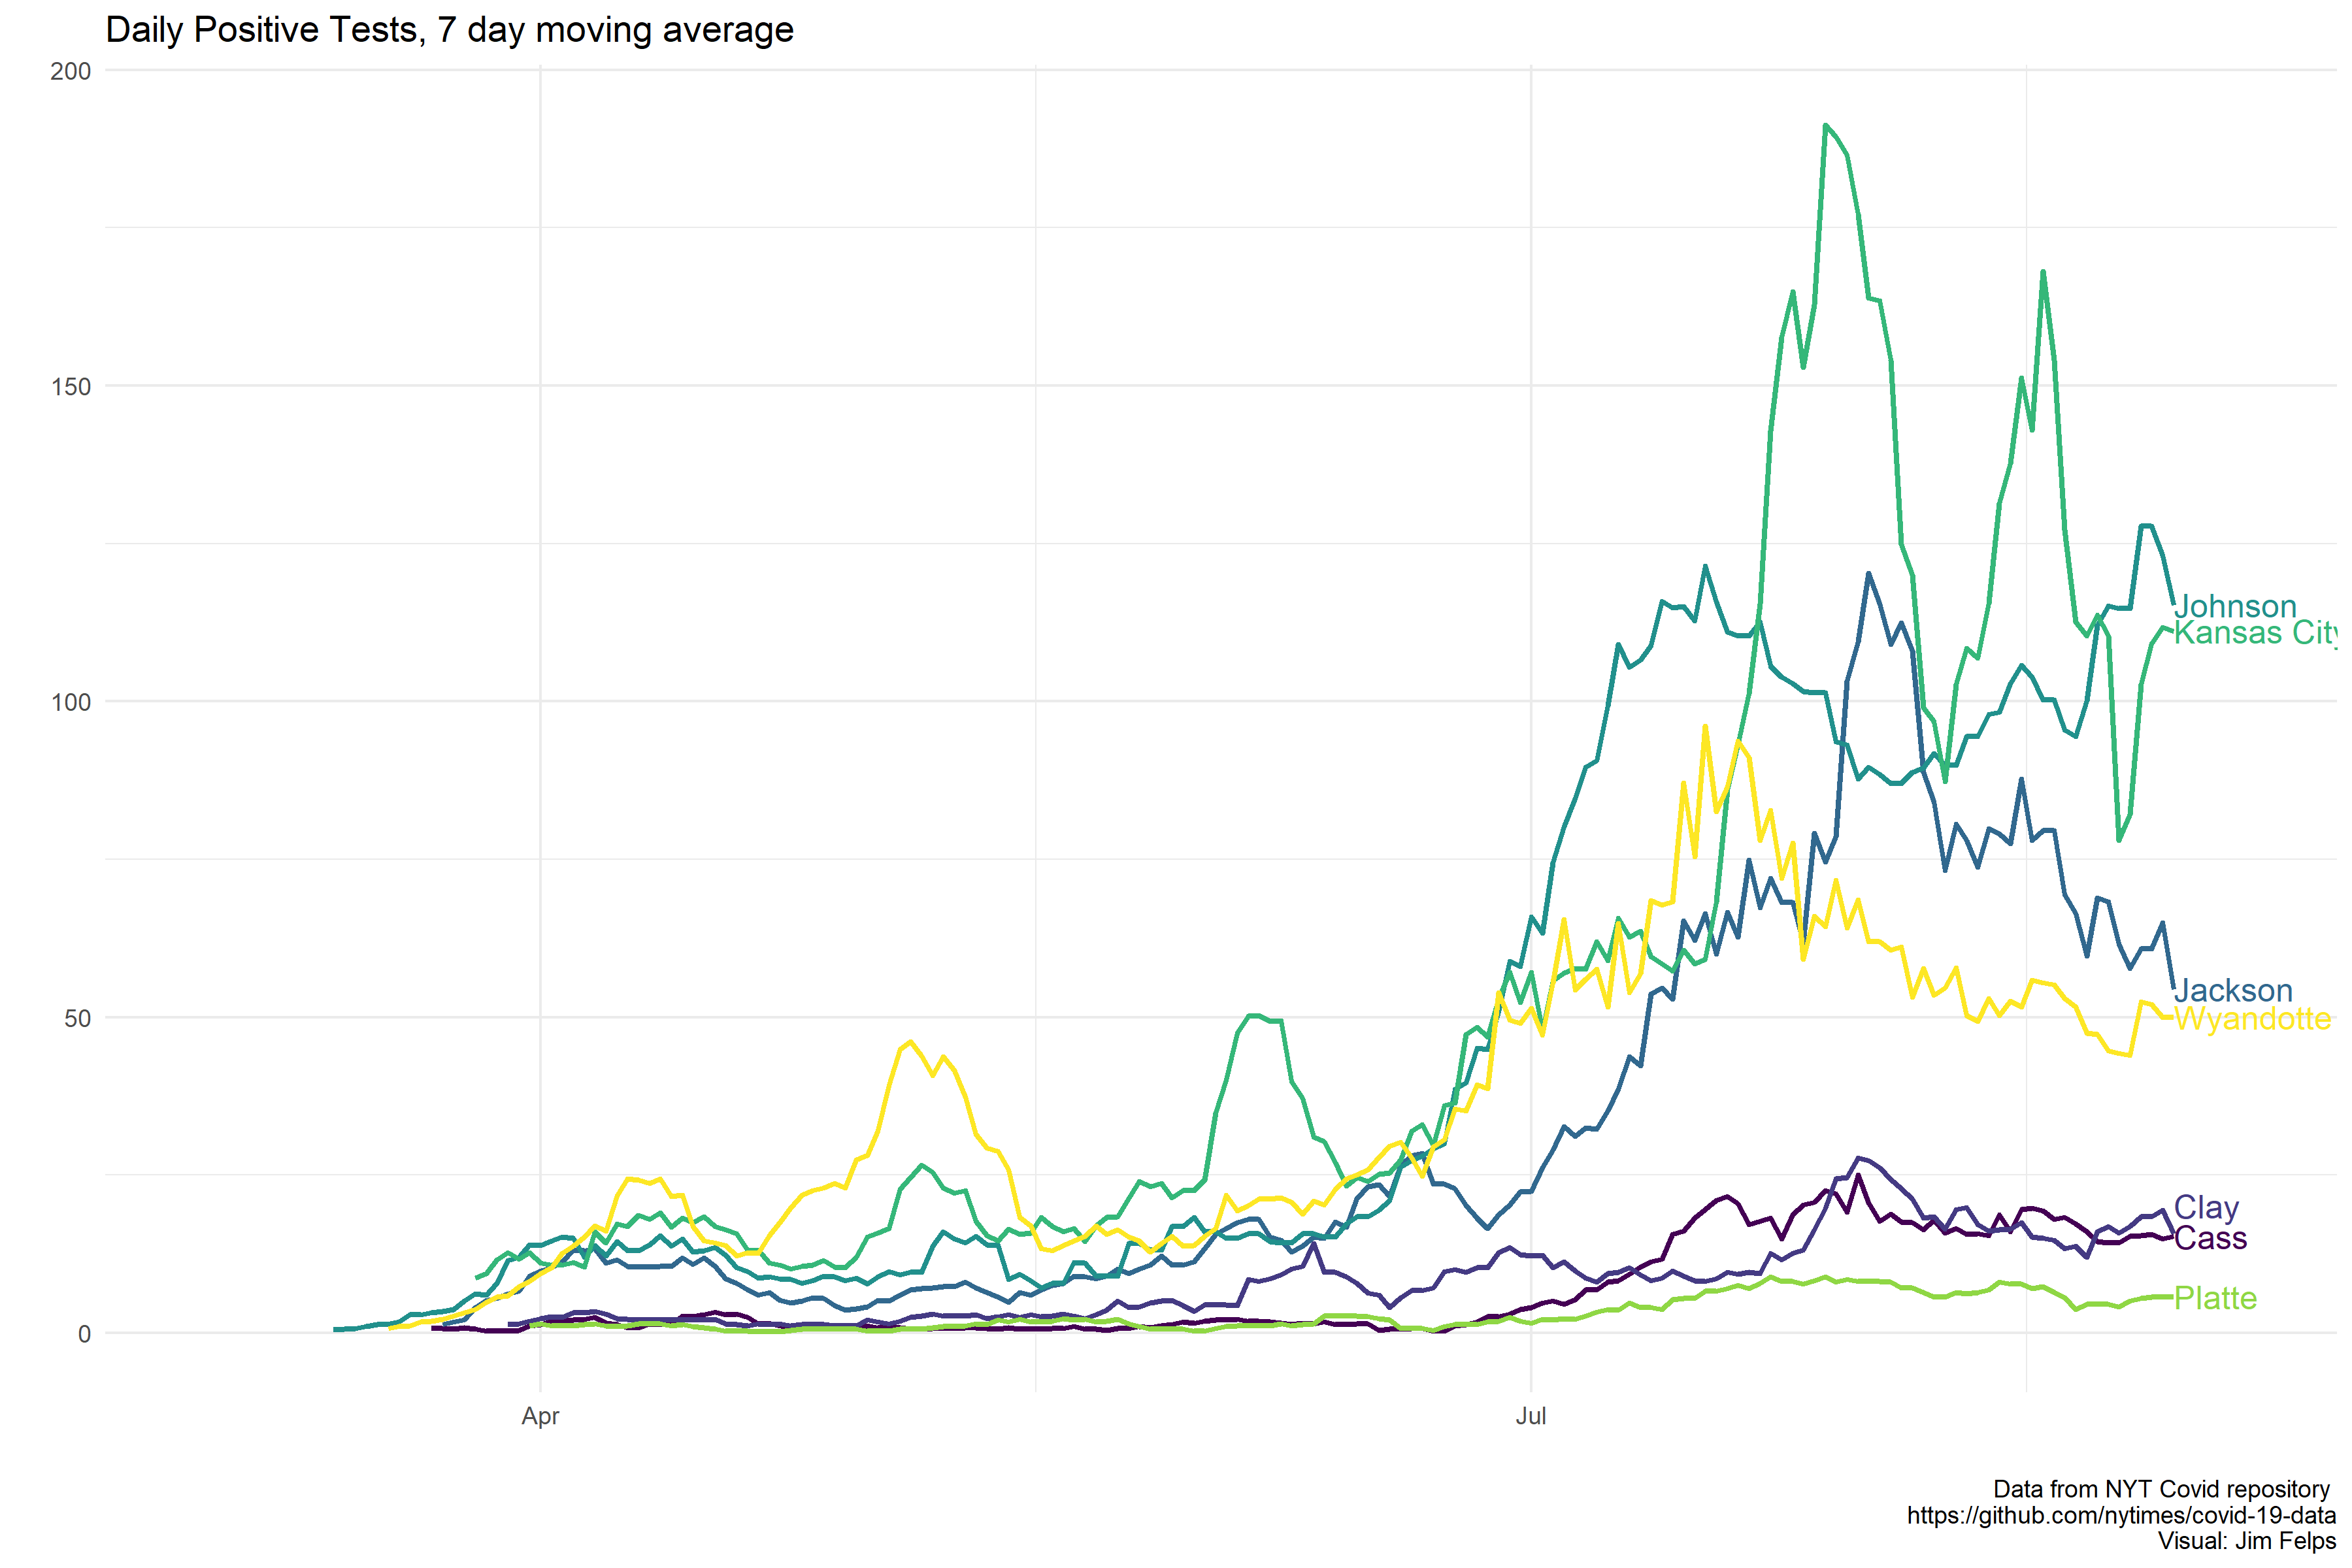 Daily Positive Tests, 7 day moving average
200
150
100
50
0
Johnson
Kansas City
Jackson
Wyandotte
Clay
Cass
Platte
Apr
Jul
Data from NYT Covid repository
https://github.com/nytimes/covid-19-data
Visual: Jim Felps